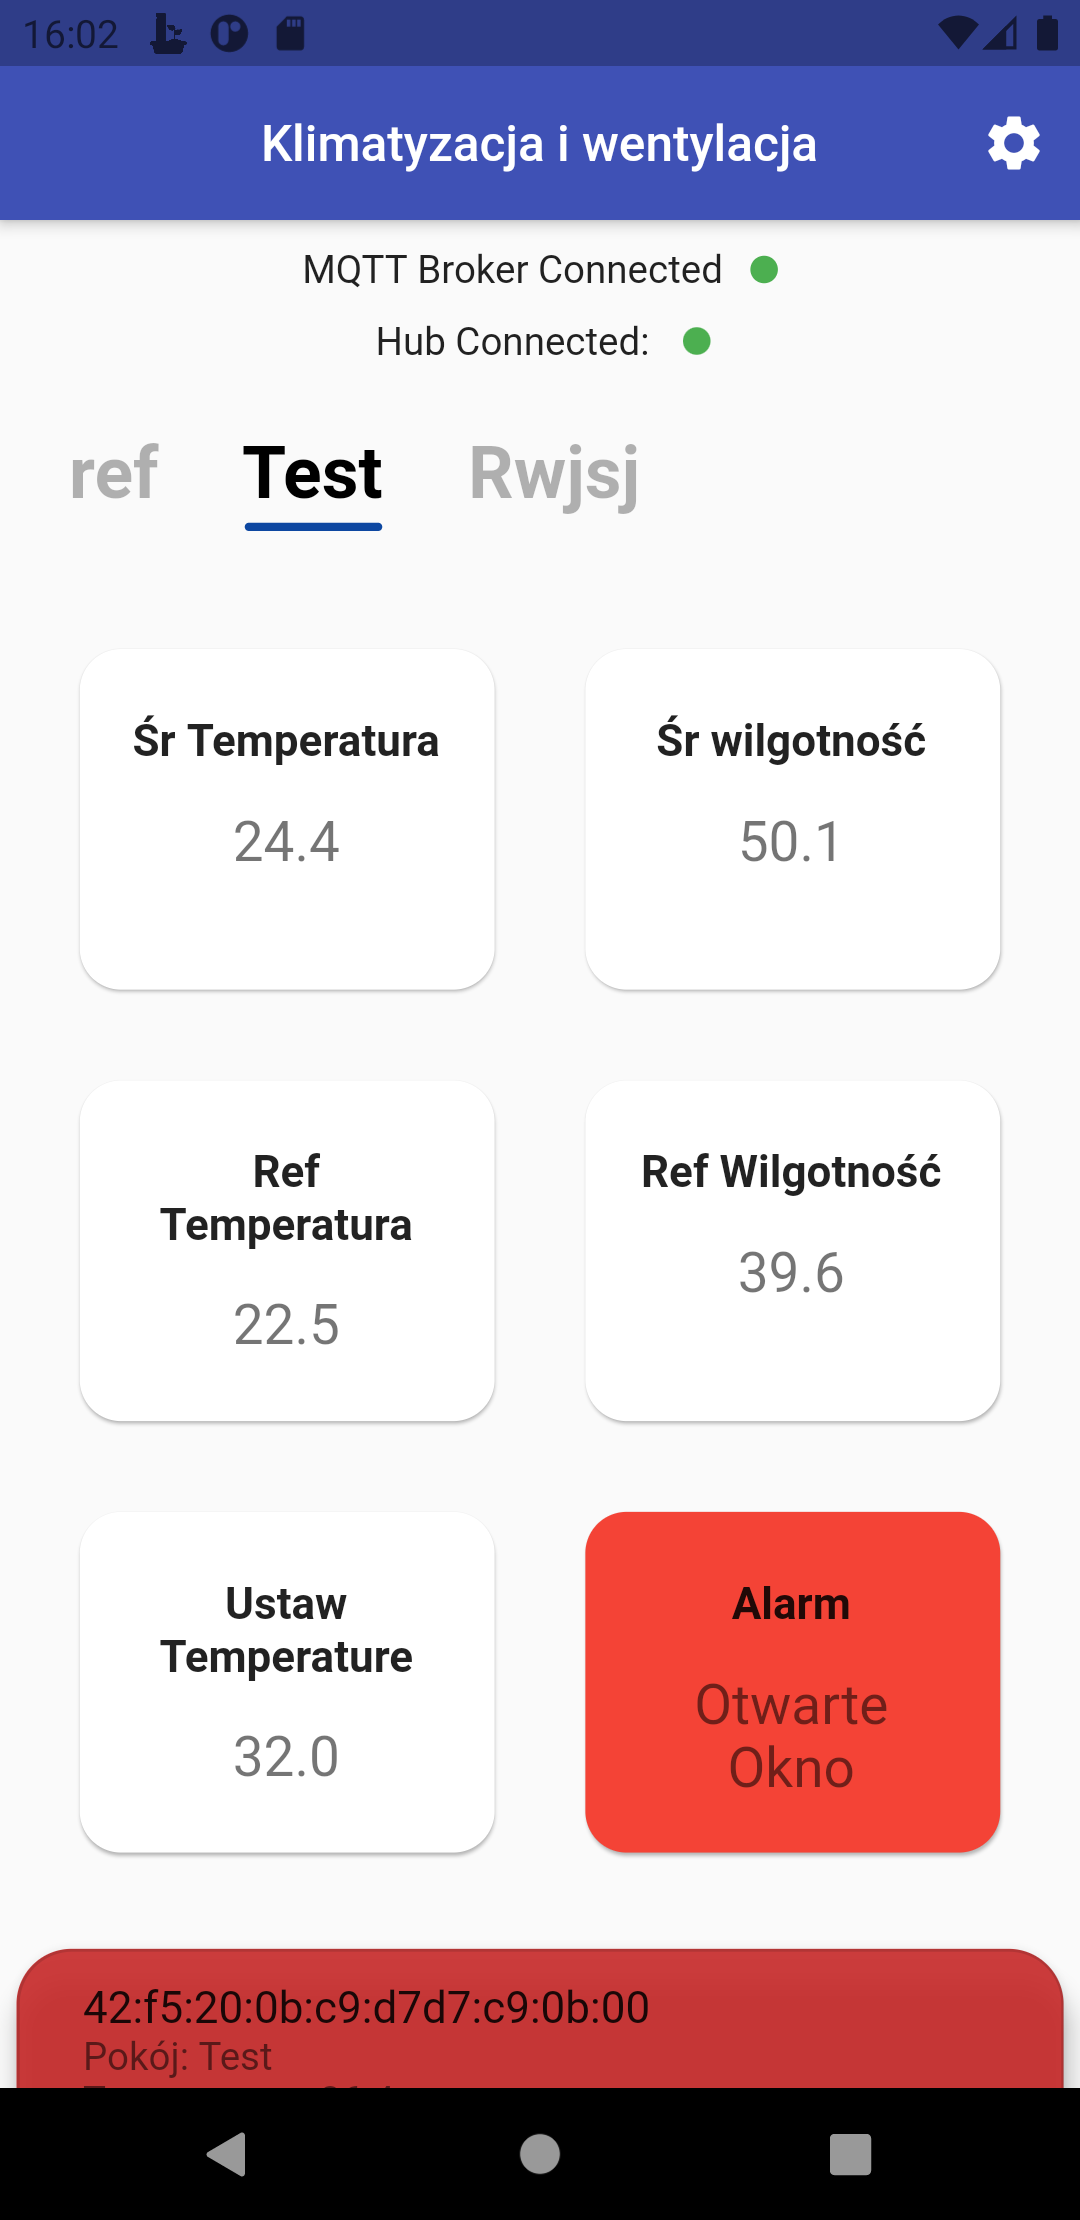 16:02
Klimatyzacja i wentylacja
MQTT Broker Connected
Hub Connected:
ref Test Rwjsj
Śr Temperatura
24.4
Śr wilgotność
50.1
Ref
Temperatura
22.5
Ref Wilgotność
39.6
Ustaw
Temperature
32.0
Alarm
Otwarte
Okno
42:f5:20:0b:c9:d7d7:c9:0b:00
Pokój: Test